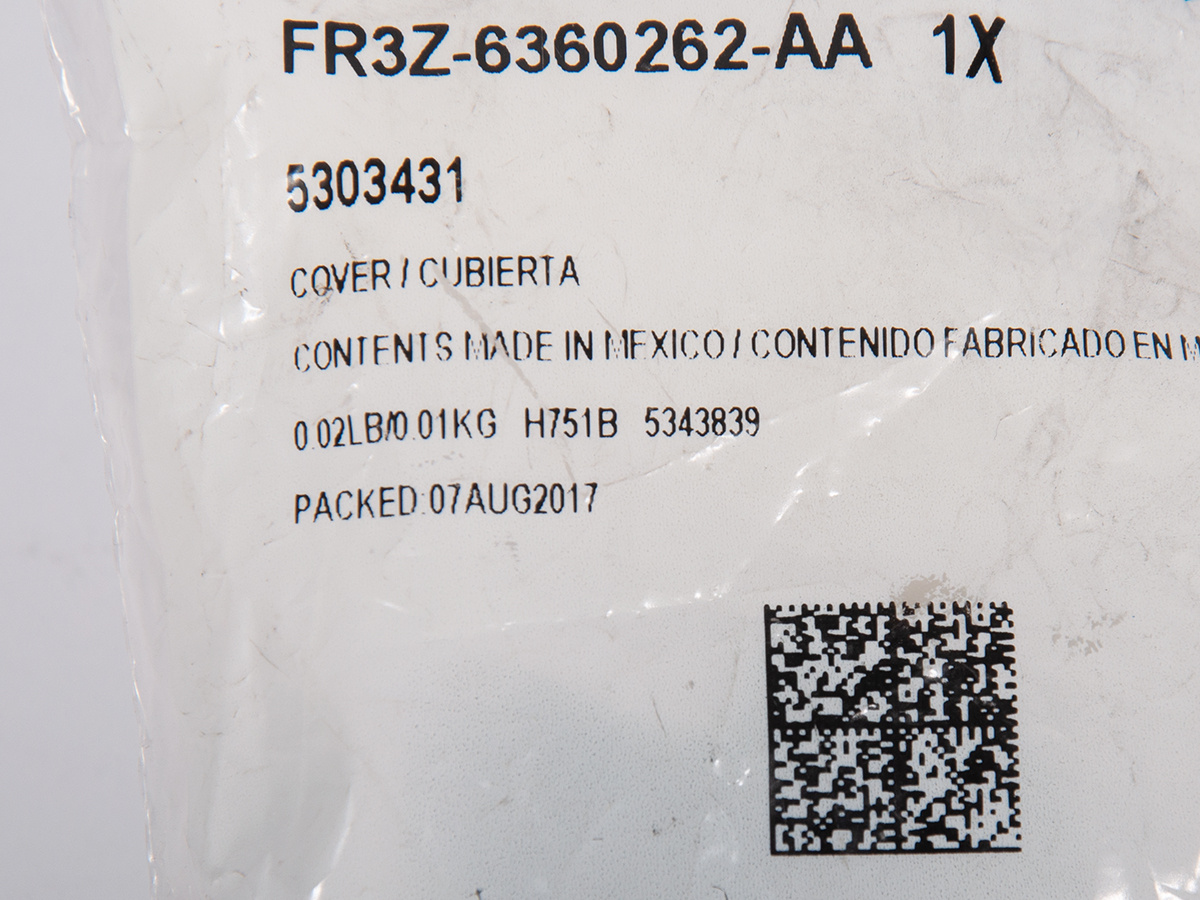 FR3Z-6360262-AA 1X
5303431
COVER / CUBIERTA
CONTENTS MADE IN MEXICO / CONTENIDO FABRICADO EN
0.02LB/0.01KG H751B 5343839
PACKED:07AUG2017